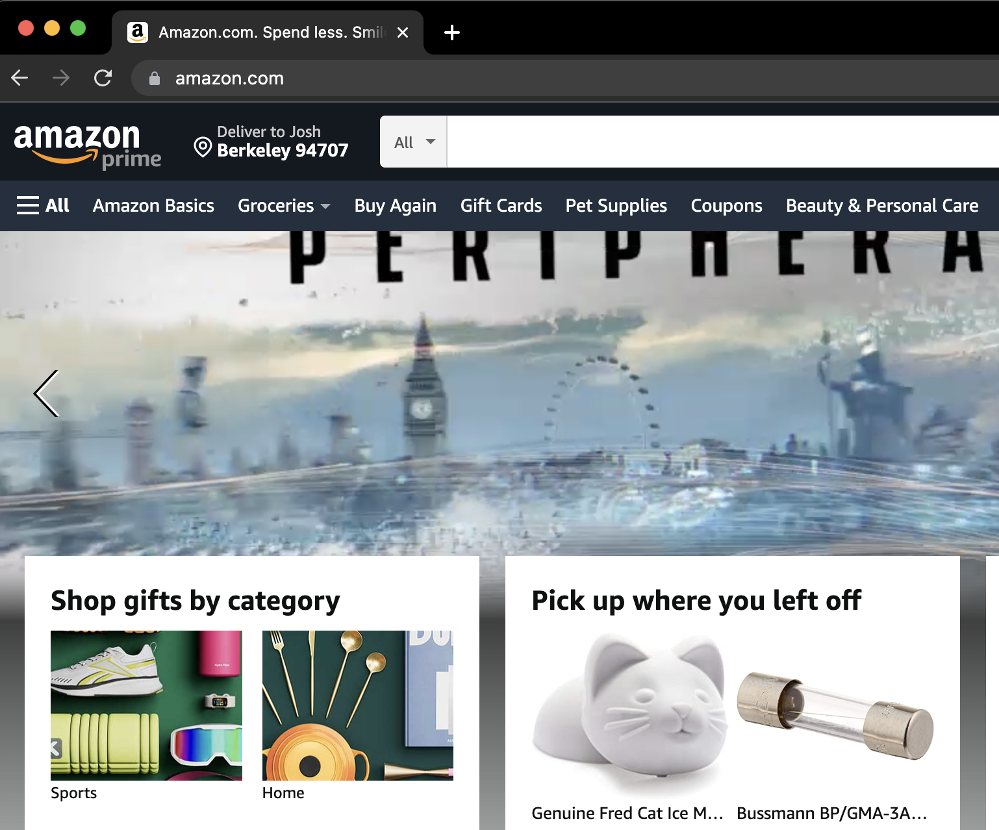 Amazon.com. Spend less. Smil
amazon.com
amazon
prime
Deliver to Josh
Berkeley 94707
All
All
Amazon Basics
Groceries
Buy Again
Gift Cards
Pet Supplies
Coupons
Beauty & Personal Care
PERIPHERA
Shop gifts by category
Sports
Home
Pick up where you left off
Genuine Fred Cat Ice M...
Bussmann BP/GMA-3A...